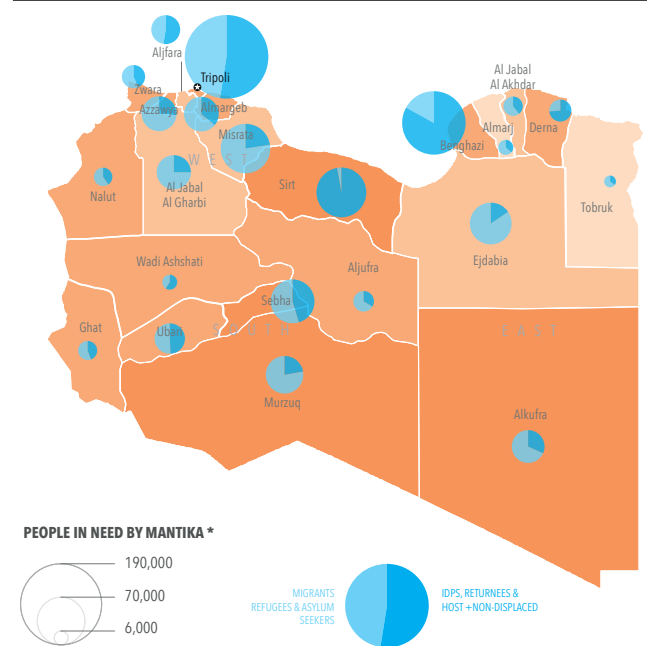 Aljfara
Tripoli
Zwara
Azzawya
Almargeb
Misrata
WEST
Al Jabal
Al Gharbi
Nalut
Sirt
Al Jabal
Al Akhdar
Almarj
Derna
Benghazi
Tobruk
Ejdabia
Wadi Ashshati
Aljufra
Sebha
Ghat
Ubari
SOUTH
EAST
Murzuq
Alkufra
PEOPLE IN NEED BY MANTIKA *
190,000
70,000
6,000
MIGRANTS
REFUGEES & ASYLUM
SEEKERS
IDPS, RETURNEES &
HOST +NON-DISPLACED